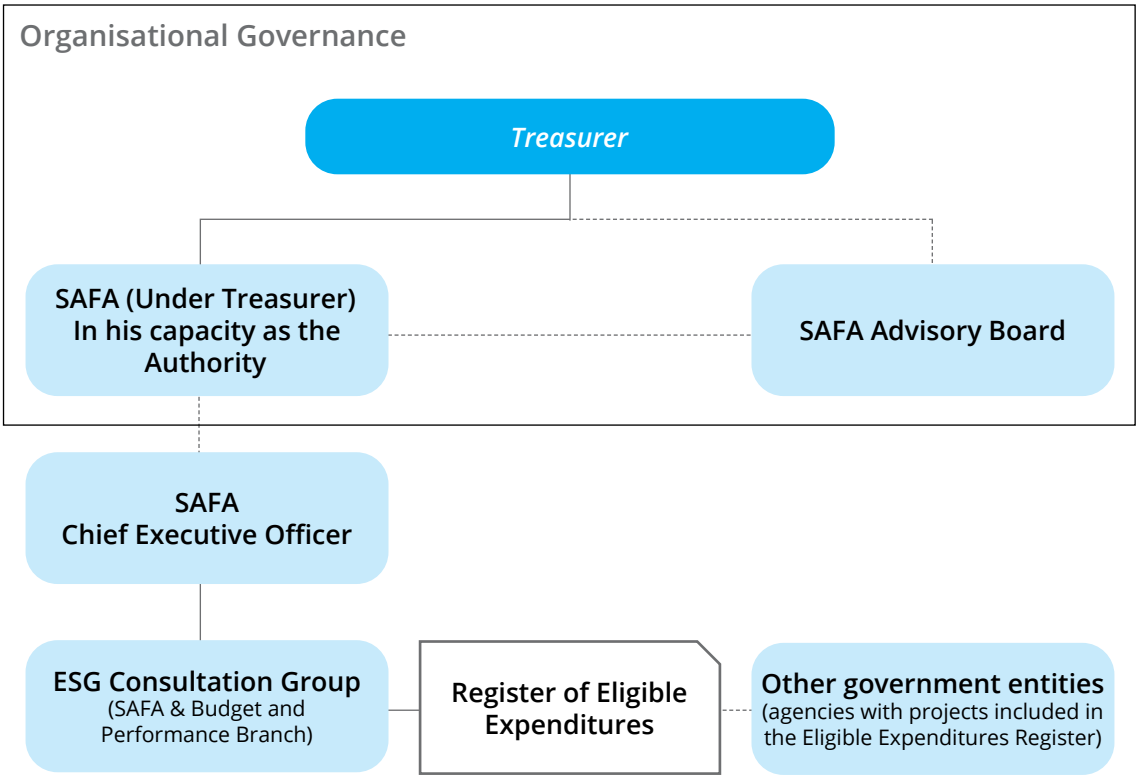 Organisational Governance
Treasurer
SAFA (Under Treasurer)
In his capacity as the
Authority
SAFA Advisory Board
SAFA
Chief Executive Officer
ESG Consultation Group
(SAFA & Budget and
Performance Branch)
Register of Eligible
Expenditures
Other government entities
(agencies with projects included in
the Eligible Expenditures Register)